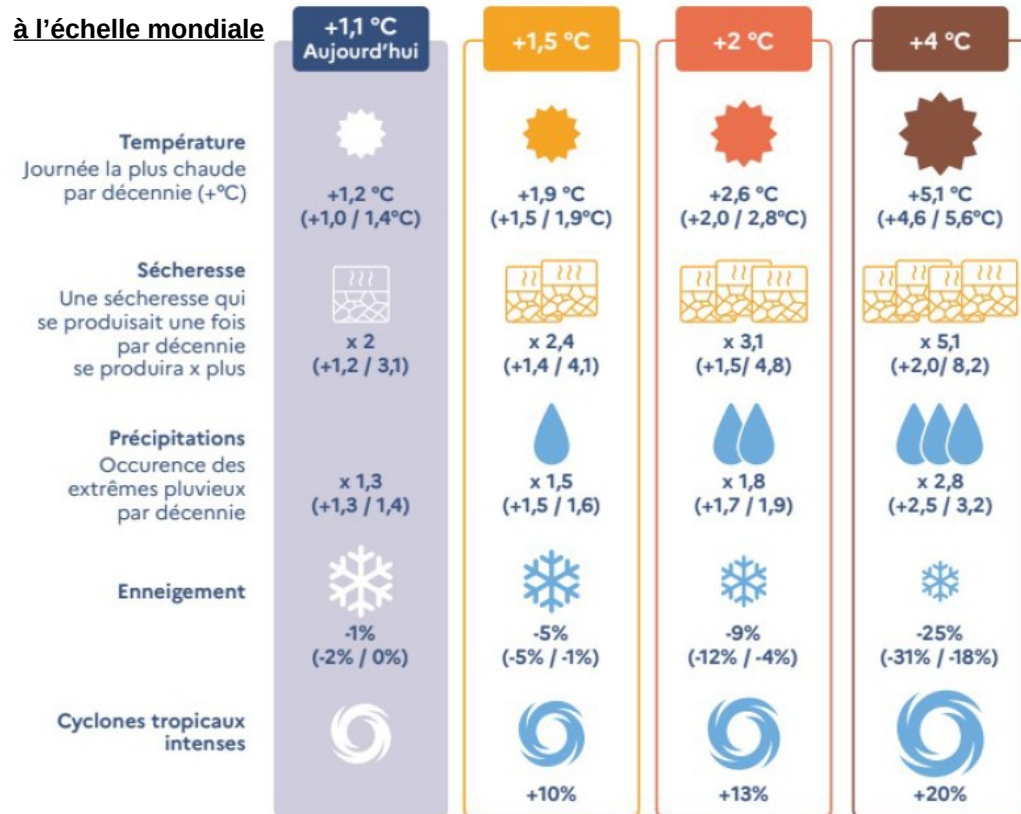 à l'échelle mondiale
+1,1 °C
Aujourd'hui
+1,5 °C
+2 °C
+4 °C
Température
Journée la plus chaude
par décennie (+°C)
+1,2 °C
(+1,0 / 1,4°C)
+1,9 °C
(+1,5 / 1,9°C)
+2,6 °C
(+2,0 / 2,8°C)
+5,1 °C
(+4,6 / 5,6°C)
Sécheresse
Une sécheresse qui
se produisait une fois
par décennie
se produira x plus
x 2
(+1,2 / 3,1)
x 2,4
(+1,4 / 4,1)
x 3,1
(+1,5/ 4,8)
x 5,1
(+2,0/ 8,2)
Précipitations
Occurence des
extrêmes pluvieux
par décennie
x 1,3
(+1,3 / 1,4)
x 1,5
(+1,5 / 1,6)
x 1,8
(+1,7 / 1,9)
x 2,8
(+2,5 / 3,2)
Enneigement
-1%
(-2% / 0%)
-5%
(-5% / -1%)
-9%
(-12% / -4%)
-25%
(-31% / -18%)
Cyclones tropicaux
intenses
+10%
+13%
+20%